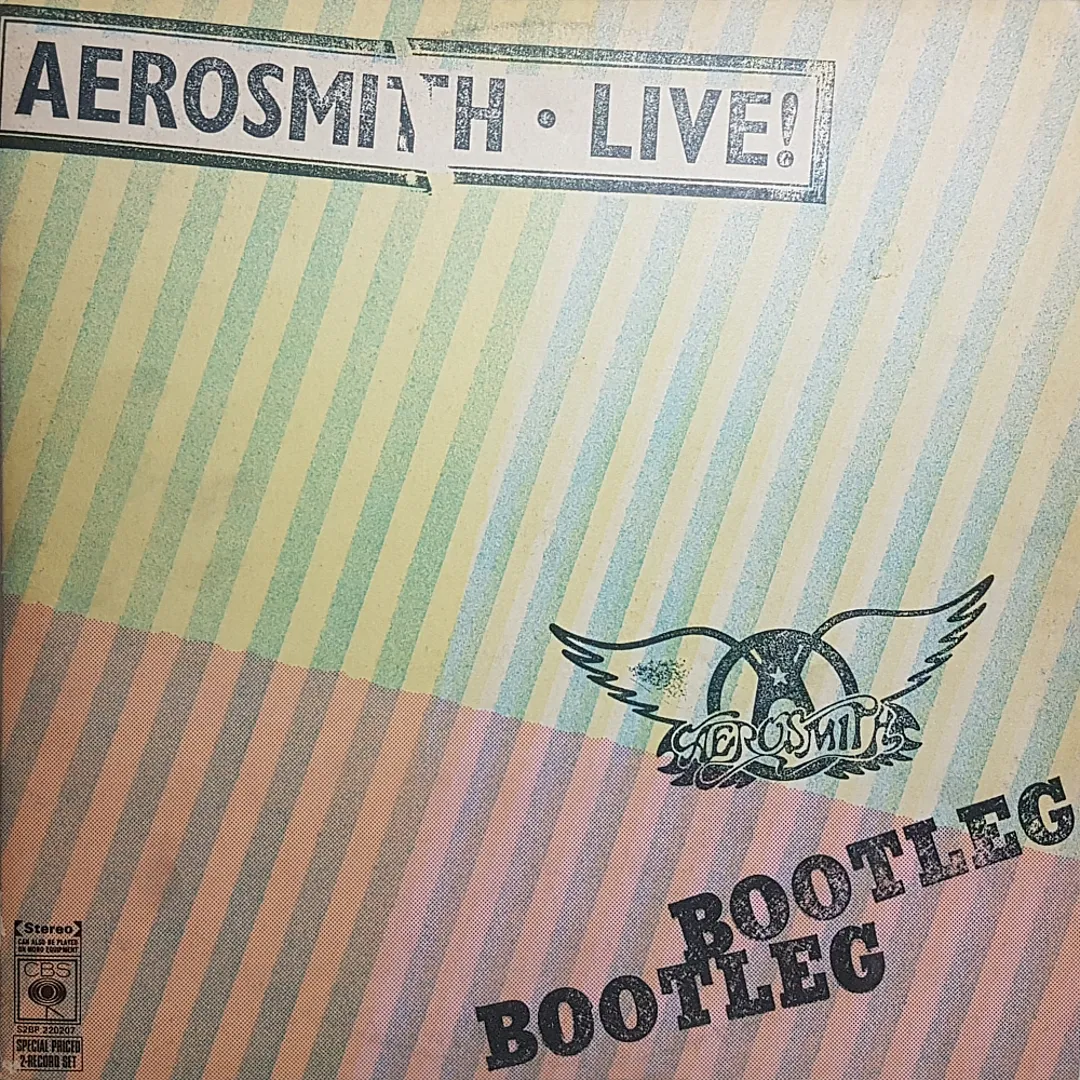 AEROSMITH • LIVE!
AEROSMITH
BOOTLEG
BOOTLEG
Stereo
CAN ALSO BE PLAYED
ON MONO EQUIPMENT
CBS
S2BP 220207
SPECIAL PRICED
2-RECORD SET